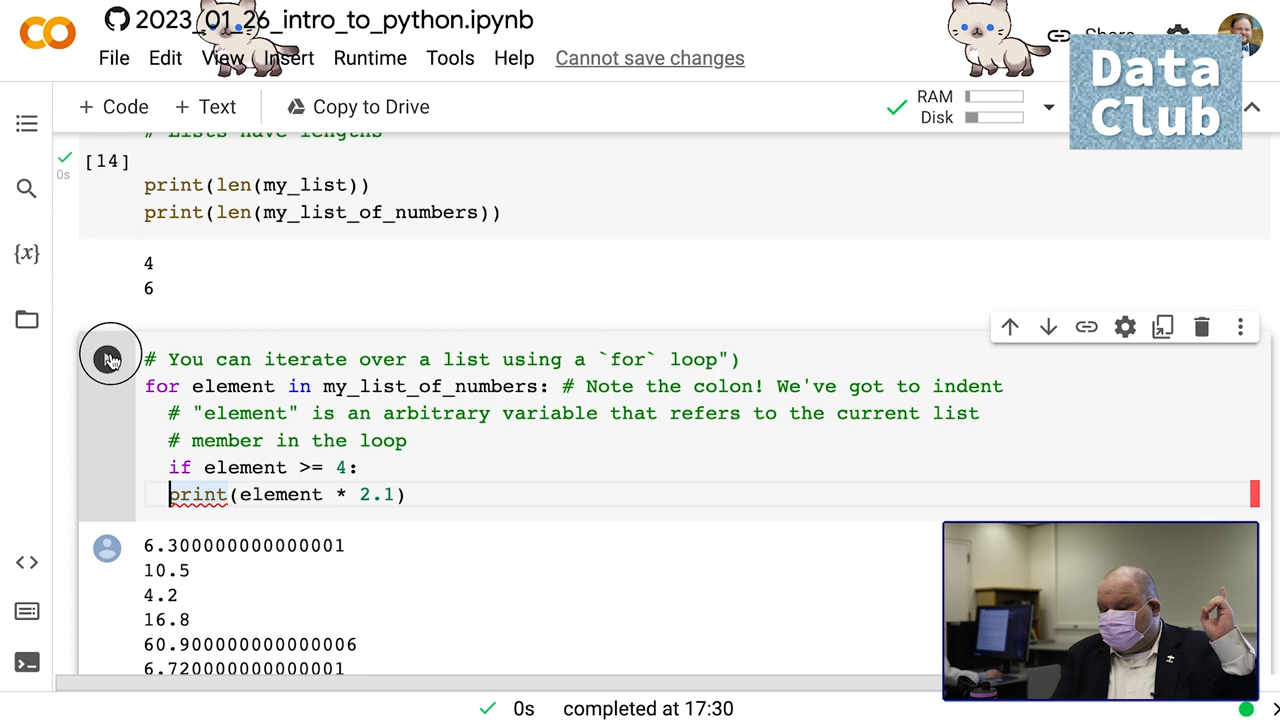 2023_01_26_intro_to_python.ipynb
File Edit View Insert Runtime Tools Help Cannot save changes
Share
Data
Club
+ Code + Text Copy to Drive
RAM
Disk
# Lists have lengths
[14]
0s
print(len(my_list))
print(len(my_list_of_numbers))
4
6
{x}
# You can iterate over a list using a `for` loop")
for element in my_list_of_numbers: # Note the colon! We've got to indent
# "element" is an arbitrary variable that refers to the current list
# member in the loop
if element >= 4:
print(element * 2.1)
6.300000000000001
10.5
4.2
16.8
60.900000000000006
6.720000000000001
0s completed at 17:30